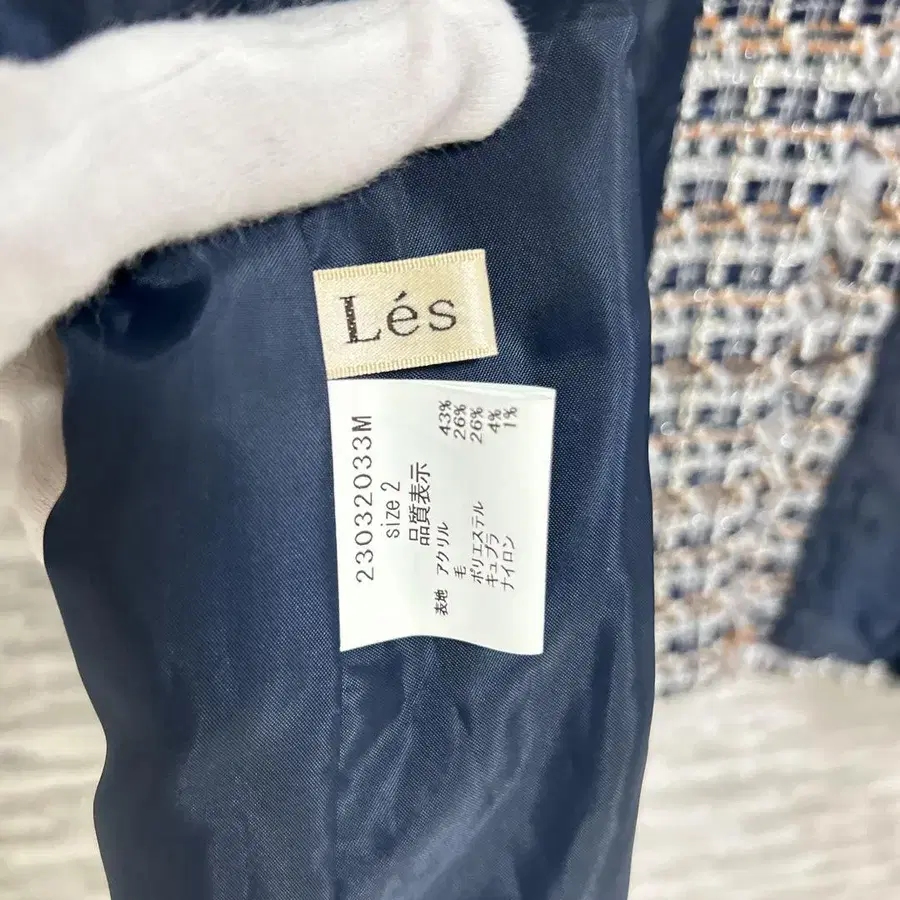 Lés
23032033M
size 2
品質表示
表地 アクリル 43%
毛 26%
ポリエステル 26%
キュプラ 4%
ナイロン 1%